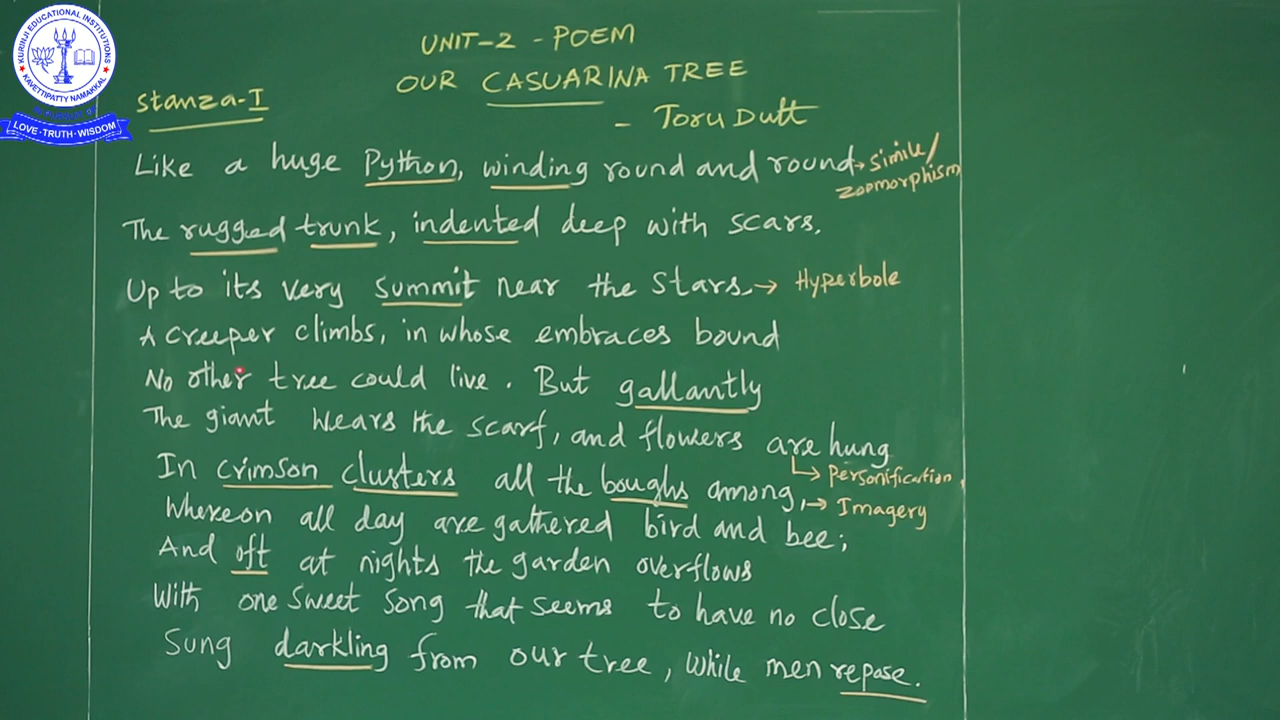 KURINJI EDUCATIONAL INSTITUTIONS
KAVETTIPATTY NAMAKKAL
LOVE-TRUTH-WISDOM
UNIT-2 - POEM
OUR CASUARINA TREE
- Toru Dutt
Stanza-I
Like a huge Python, winding round and round → Simile/
Zoomorphism
The rugged trunk, indented deep with scars.
Up to its very Summit near the Stars → Hyperbole
A creeper climbs, in whose embraces bound
No other tree could live. But gallantly
The giant wears the scarf, and flowers are hung
→ Personification
In crimson clusters all the boughs among, → Imagery
Whereon all day are gathered bird and bee;
And oft at nights the garden overflows
With one sweet song that seems to have no close
Sung darkling from our tree, while men repose.